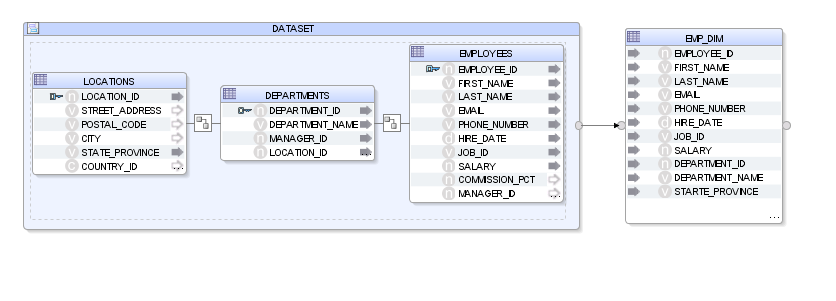 DATASET
LOCATIONS
LOCATION_ID
STREET_ADDRESS
POSTAL_CODE
CITY
STATE_PROVINCE
COUNTRY_ID
...
DEPARTMENTS
DEPARTMENT_ID
DEPARTMENT_NAME
MANAGER_ID
LOCATION_ID
...
EMPLOYEES
EMPLOYEE_ID
FIRST_NAME
LAST_NAME
EMAIL
PHONE_NUMBER
HIRE_DATE
JOB_ID
SALARY
COMMISSION_PCT
MANAGER_ID
...
EMP_DIM
EMPLOYEE_ID
FIRST_NAME
LAST_NAME
EMAIL
PHONE_NUMBER
HIRE_DATE
JOB_ID
SALARY
DEPARTMENT_ID
DEPARTMENT_NAME
STARTE_PROVINCE
...